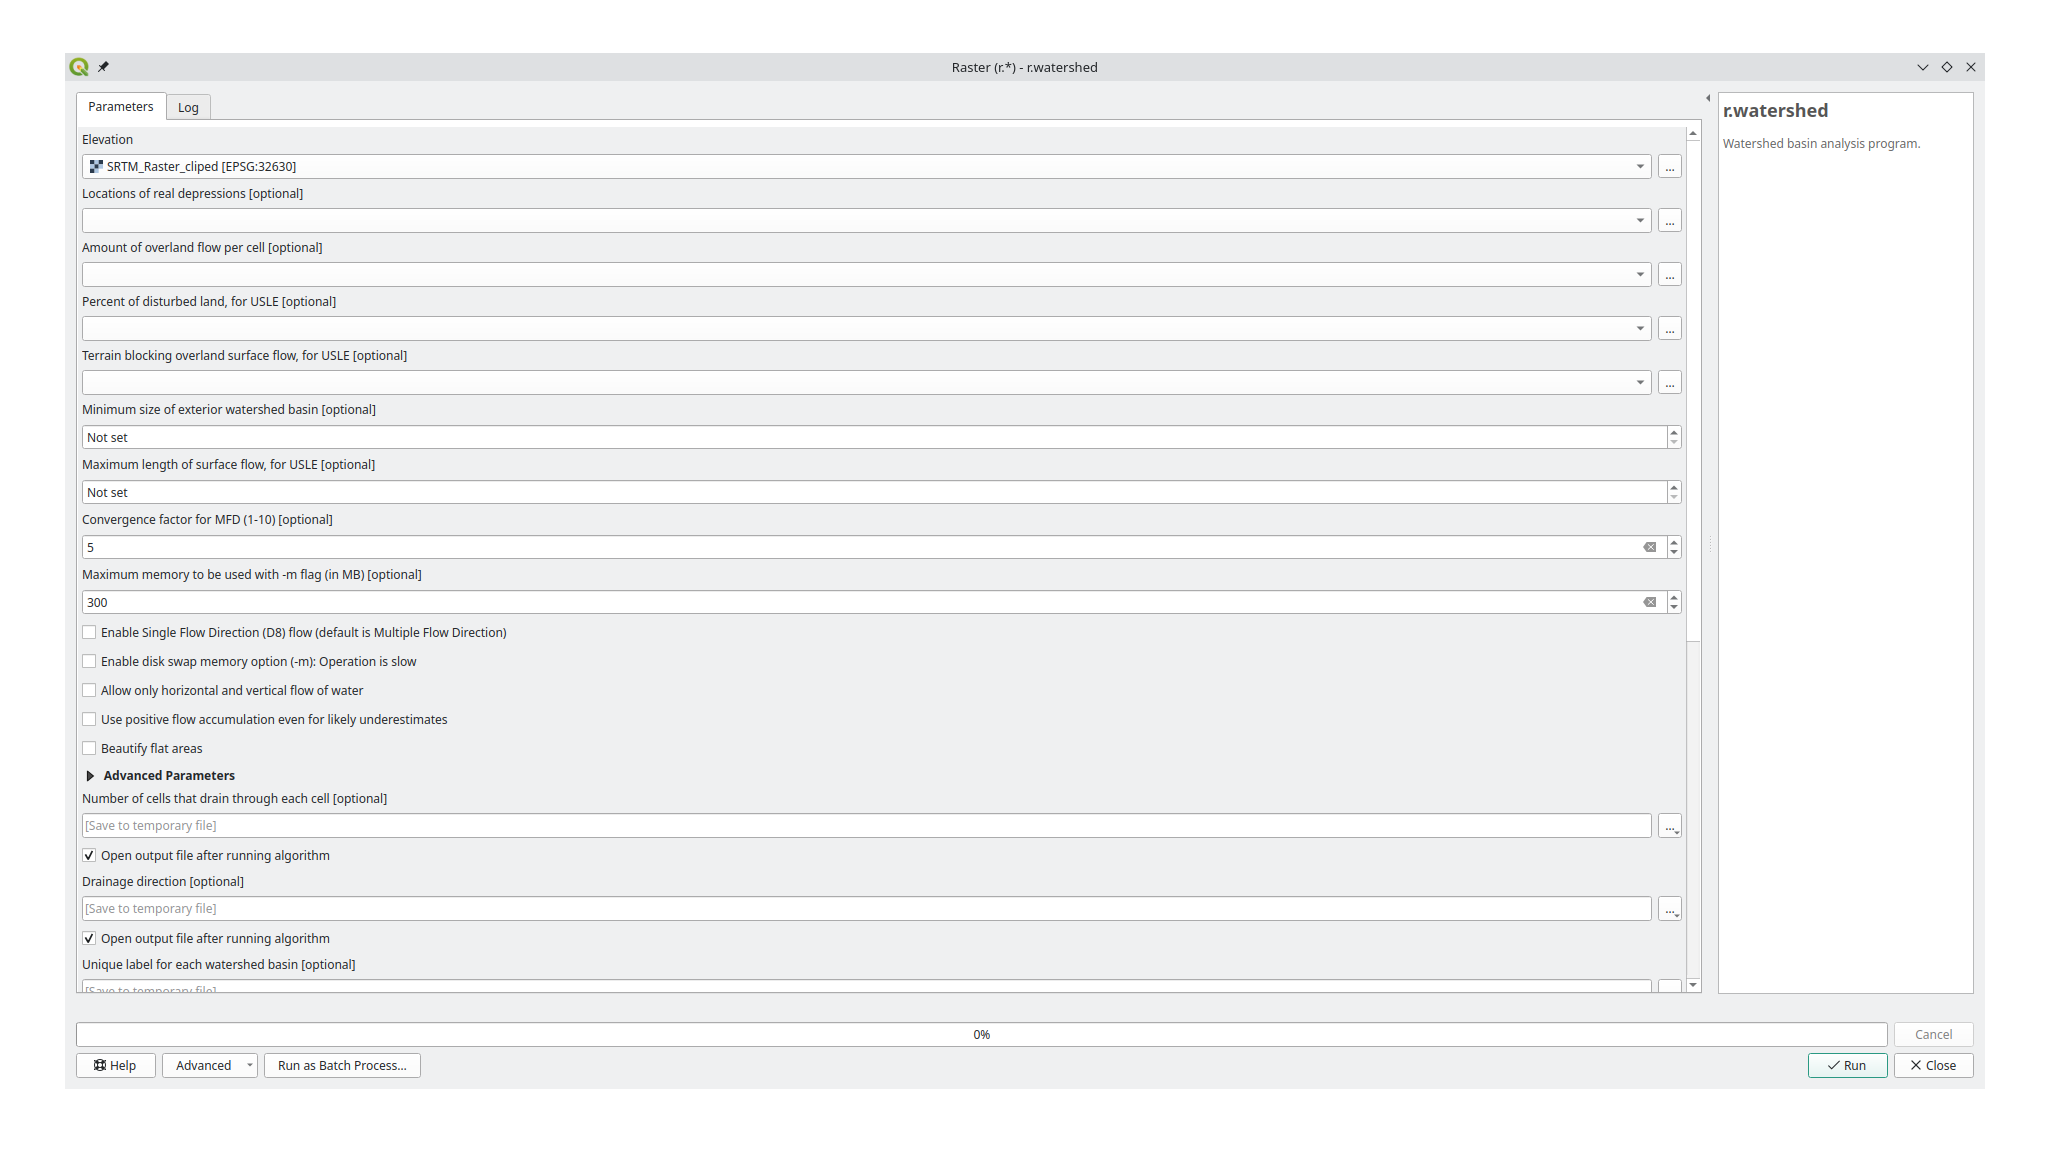 Raster (r.*) - r.watershed
Parameters
Log
Elevation
SRTM_Raster_cliped [EPSG:32630]
...
Locations of real depressions [optional]
...
Amount of overland flow per cell [optional]
...
Percent of disturbed land, for USLE [optional]
...
Terrain blocking overland surface flow, for USLE [optional]
...
Minimum size of exterior watershed basin [optional]
Not set
Maximum length of surface flow, for USLE [optional]
Not set
Convergence factor for MFD (1-10) [optional]
5
Maximum memory to be used with -m flag (in MB) [optional]
300
Enable Single Flow Direction (D8) flow (default is Multiple Flow Direction)
Enable disk swap memory option (-m): Operation is slow
Allow only horizontal and vertical flow of water
Use positive flow accumulation even for likely underestimates
Beautify flat areas
Advanced Parameters
Number of cells that drain through each cell [optional]
[Save to temporary file]
...
Open output file after running algorithm
Drainage direction [optional]
[Save to temporary file]
...
Open output file after running algorithm
Unique label for each watershed basin [optional]
[Save to temporary file]
r.watershed
Watershed basin analysis program.
0%
Cancel
Help
Advanced
Run as Batch Process...
Run
Close